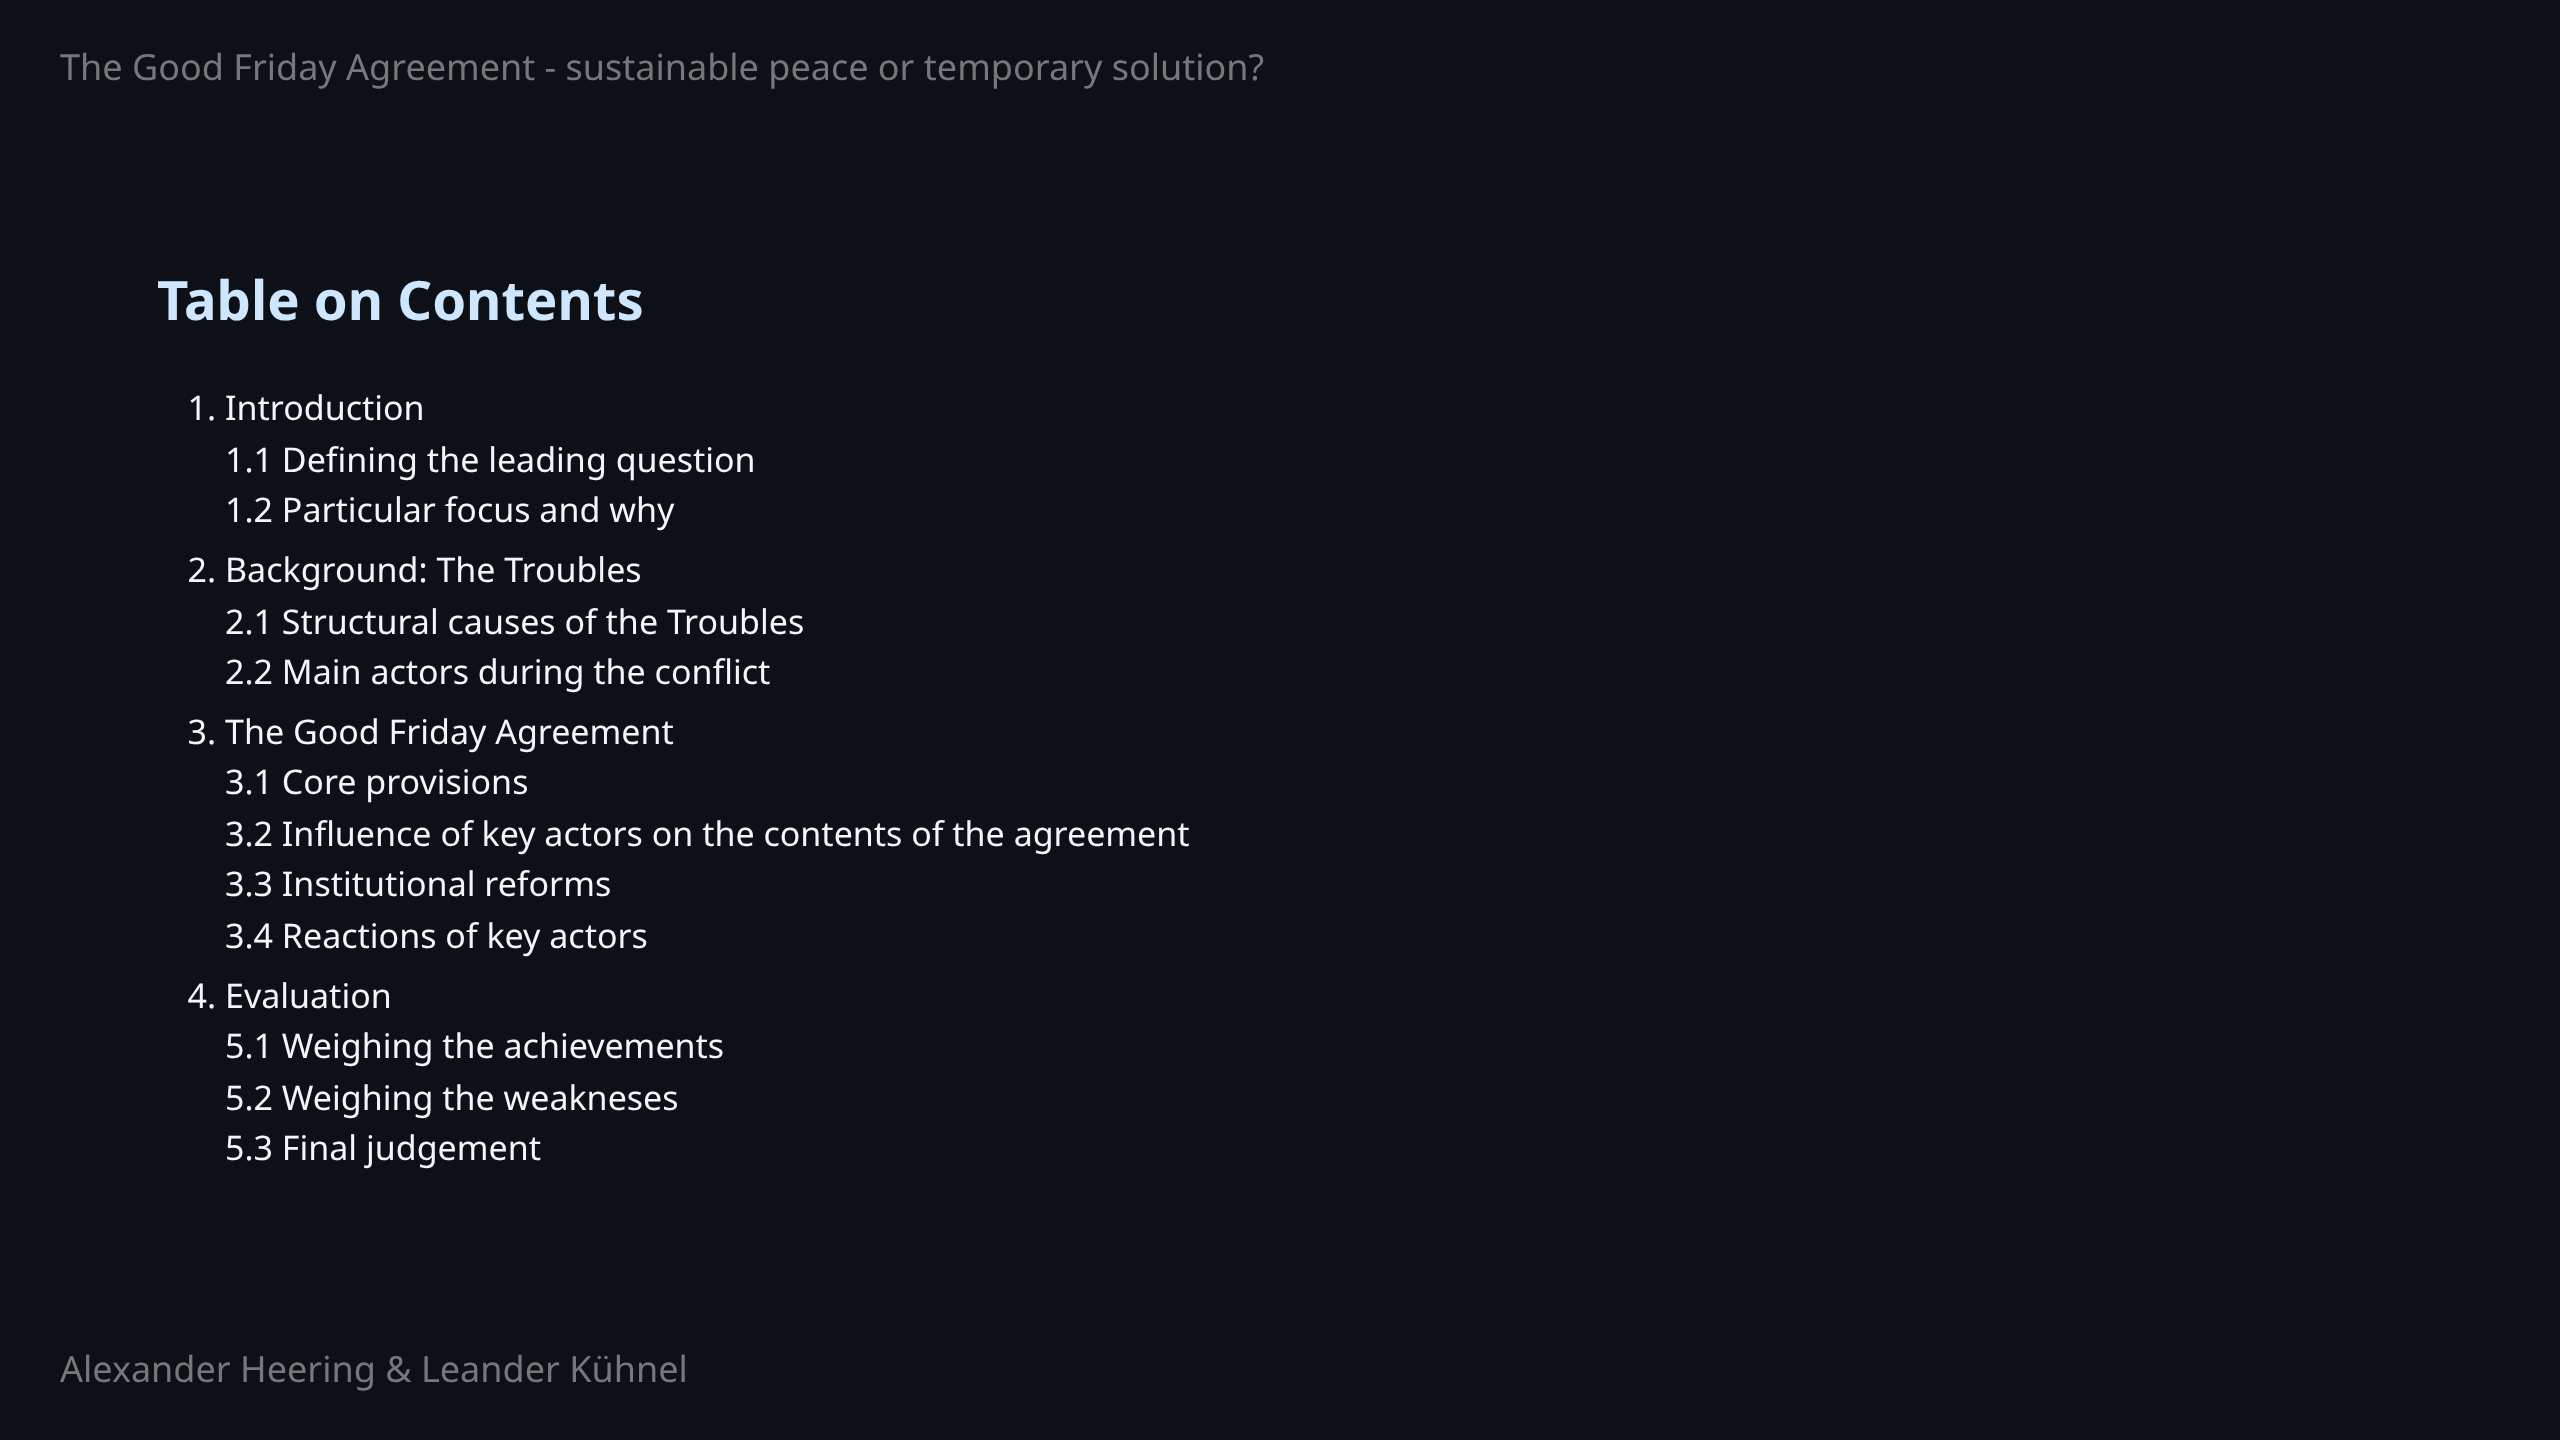 The Good Friday Agreement - sustainable peace or temporary solution?
Table on Contents
1. Introduction
1.1 Defining the leading question
1.2 Particular focus and why
2. Background: The Troubles
2.1 Structural causes of the Troubles
2.2 Main actors during the conflict
3. The Good Friday Agreement
3.1 Core provisions
3.2 Influence of key actors on the contents of the agreement
3.3 Institutional reforms
3.4 Reactions of key actors
4. Evaluation
5.1 Weighing the achievements
5.2 Weighing the weakneses
5.3 Final judgement
Alexander Heering & Leander Kühnel